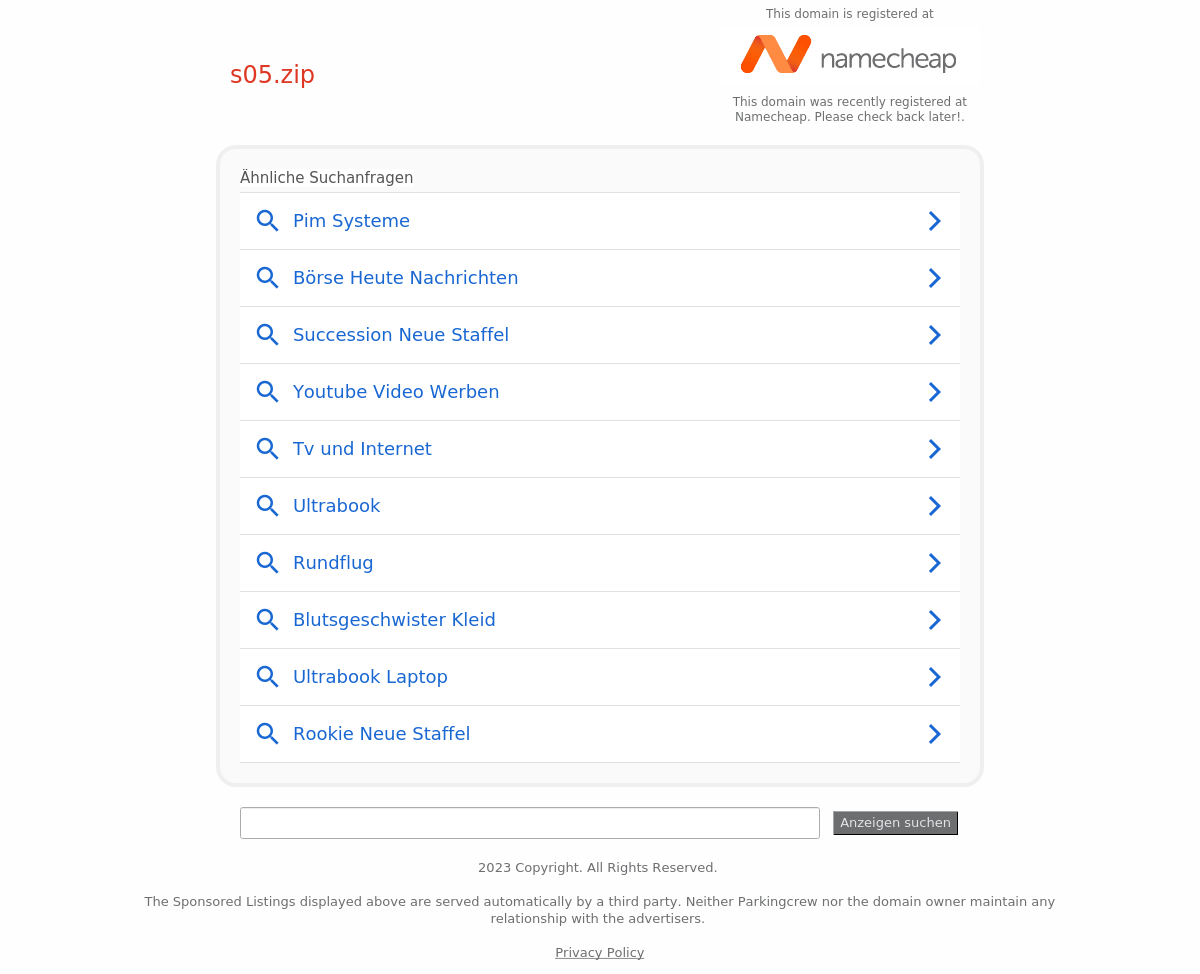 This domain is registered at
namecheap
s05.zip
This domain was recently registered at
Namecheap. Please check back later!.
Ähnliche Suchanfragen
Pim Systeme
Börse Heute Nachrichten
Succession Neue Staffel
Youtube Video Werben
Tv und Internet
Ultrabook
Rundflug
Blutsgeschwister Kleid
Ultrabook Laptop
Rookie Neue Staffel
Anzeigen suchen
2023 Copyright. All Rights Reserved.
The Sponsored Listings displayed above are served automatically by a third party. Neither Parkingcrew nor the domain owner maintain any
relationship with the advertisers.
Privacy Policy